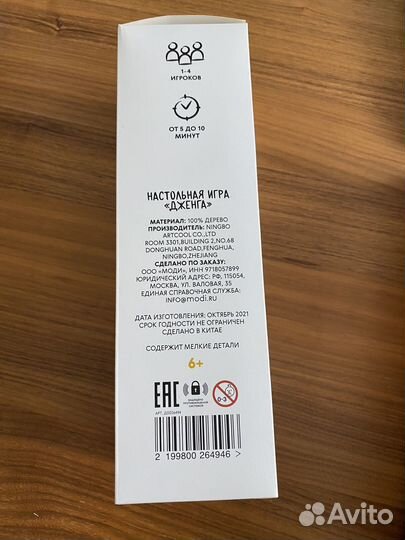 1-4
ИГРОКОВ
ОТ 5 ДО 10
МИНУТ
НАСТОЛЬНАЯ ИГРА
«ДЖЕНГА»
МАТЕРИАЛ: 100% ДЕРЕВО
ПРОИЗВОДИТЕЛЬ: NINGBO
ARTCOOL CO.,LTD
ROOM 3301,BUILDING 2,NO.68
DONGHUAN ROAD,FENGHUA,
NINGBO,ZHEJIANG
СДЕЛАНО ПО ЗАКАЗУ:
ООО «МОДИ», ИНН 9718057899
ЮРИДИЧЕСКИЙ АДРЕС: РФ, 115054,
МОСКВА, УЛ. ВАЛОВАЯ, 35
ЕДИНАЯ СПРАВОЧНАЯ СЛУЖБА:
INFO@MODI.RU
ДАТА ИЗГОТОВЛЕНИЯ: ОКТЯБРЬ 2021
СРОК ГОДНОСТИ НЕ ОГРАНИЧЕН
СДЕЛАНО В КИТАЕ
СОДЕРЖИТ МЕЛКИЕ ДЕТАЛИ
6+
EAC
ЗАЩИЩЕНО
ПРОТИВОКРАЖНОЙ
СИСТЕМОЙ
0-3
2 199800 264946 >
Avito